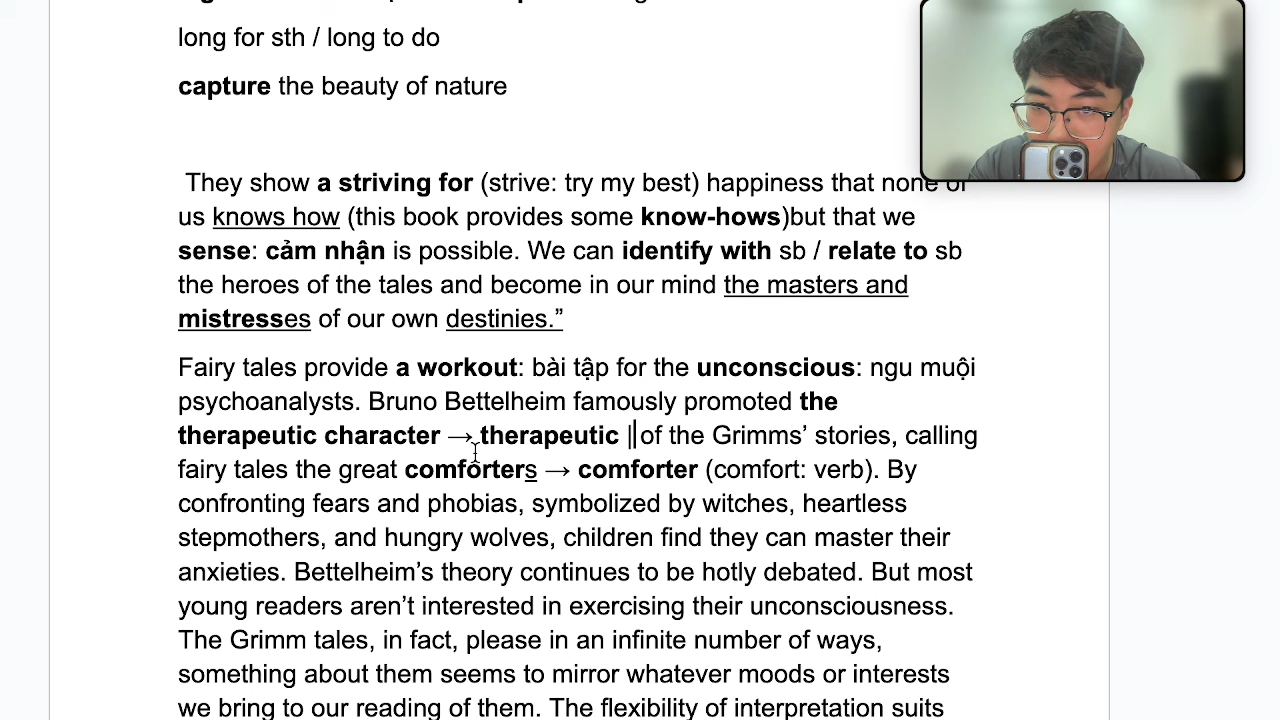 long for sth / long to do
capture the beauty of nature
They show a striving for (strive: try my best) happiness that none of
us knows how (this book provides some know-hows)but that we
sense: cảm nhận is possible. We can identify with sb / relate to sb
the heroes of the tales and become in our mind the masters and
mistresses of our own destinies.”
Fairy tales provide a workout: bài tập for the unconscious: ngu muội
psychoanalysts. Bruno Bettelheim famously promoted the
therapeutic character → therapeutic || of the Grimms’ stories, calling
fairy tales the great comforters → comforter (comfort: verb). By
confronting fears and phobias, symbolized by witches, heartless
stepmothers, and hungry wolves, children find they can master their
anxieties. Bettelheim’s theory continues to be hotly debated. But most
young readers aren’t interested in exercising their unconsciousness.
The Grimm tales, in fact, please in an infinite number of ways,
something about them seems to mirror whatever moods or interests
we bring to our reading of them. The flexibility of interpretation suits